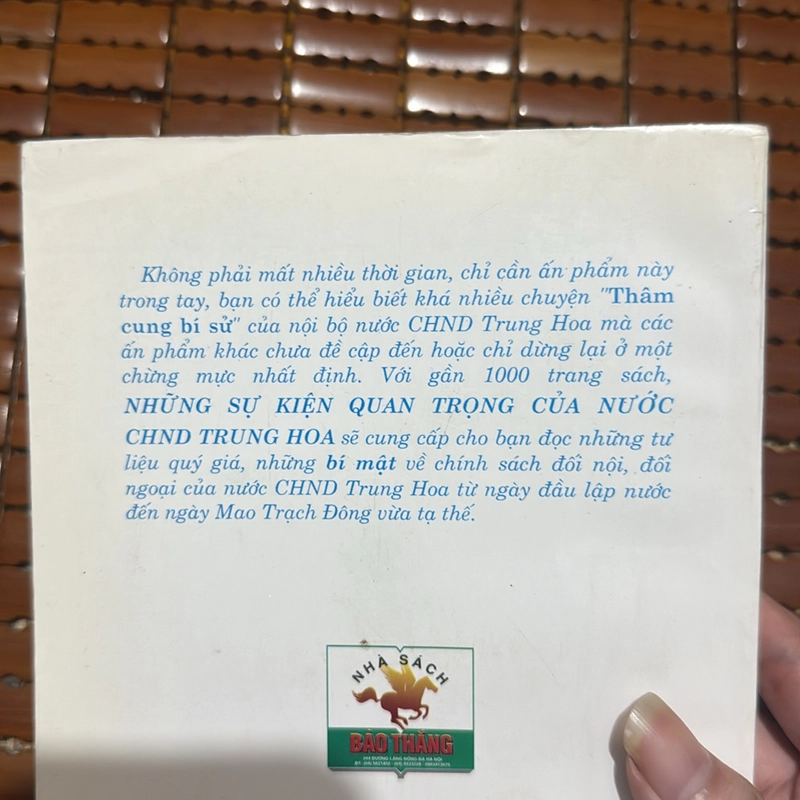 Không phải mất nhiều thời gian, chỉ cần ấn phẩm này
trong tay, bạn có thể hiểu biết khá nhiều chuyện "Thâm
cung bí sử" của nội bộ nước CHND Trung Hoa mà các
ấn phẩm khác chưa đề cập đến hoặc chỉ dừng lại ở một
chừng mực nhất định. Với gần 1000 trang sách,
NHỮNG SỰ KIỆN QUAN TRỌNG CỦA NƯỚC
CHND TRUNG HOA sẽ cung cấp cho bạn đọc những tư
liệu quý giá, những bí mật về chính sách đối nội, đối
ngoại của nước CHND Trung Hoa từ ngày đầu lập nước
đến ngày Mao Trạch Đông vừa tạ thế.
NHÀ SÁCH
BẢO THẮNG